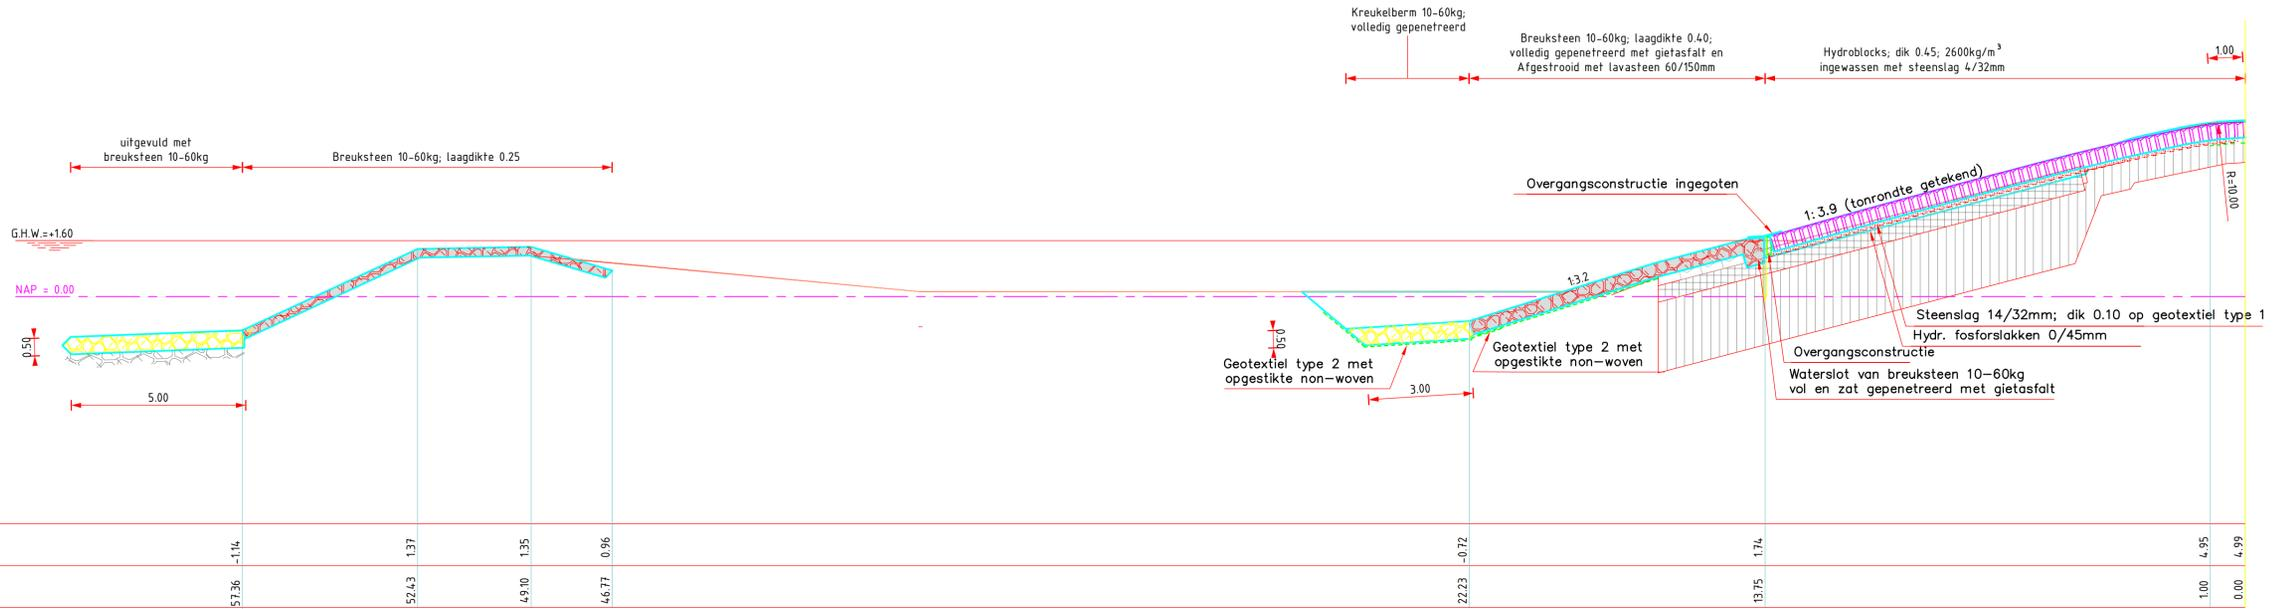 Kreukelberm 10-60kg;
volledig gepenetreerd
Breuksteen 10-60kg; laagdikte 0.40;
volledig gepenetreerd met gietasfalt en
Afgestrooid met lavasteen 60/150mm
Hydroblocks; dik 0.45; 2600kg/m³
ingewassen met steenslag 4/32mm
1.00
uitgevuld met
breuksteen 10-60kg
Breuksteen 10-60kg; laagdikte 0.25
Overgangsconstructie ingegoten
1:3.9 (tonrondte getekend)
R=10.00
G.H.W.=+1.60
NAP = 0.00
1:3.2
0.50
0.50
Steenslag 14/32mm; dik 0.10 op geotextiel type 1
Hydr. fosforslakken 0/45mm
Overgangsconstructie
Waterslot van breuksteen 10-60kg
vol en zat gepenetreerd met gietasfalt
Geotextiel type 2 met
opgestikte non-woven
Geotextiel type 2 met
opgestikte non-woven
5.00
3.00
-1.14
1.37
1.35
0.96
-0.72
1.74
4.95
4.99
57.36
52.43
49.10
46.77
22.23
13.75
1.00
0.00